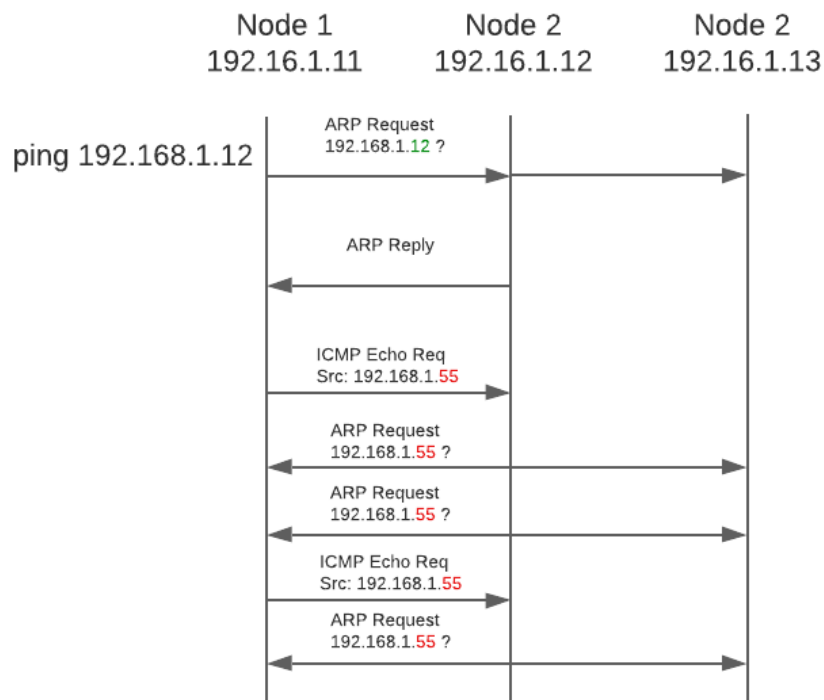 Node 1
192.16.1.11
Node 2
192.16.1.12
Node 2
192.16.1.13
ping 192.168.1.12
ARP Request
192.168.1.12 ?
ARP Reply
ICMP Echo Req
Src: 192.168.1.55
ARP Request
192.168.1.55 ?
ARP Request
192.168.1.55 ?
ICMP Echo Req
Src: 192.168.1.55
ARP Request
192.168.1.55 ?